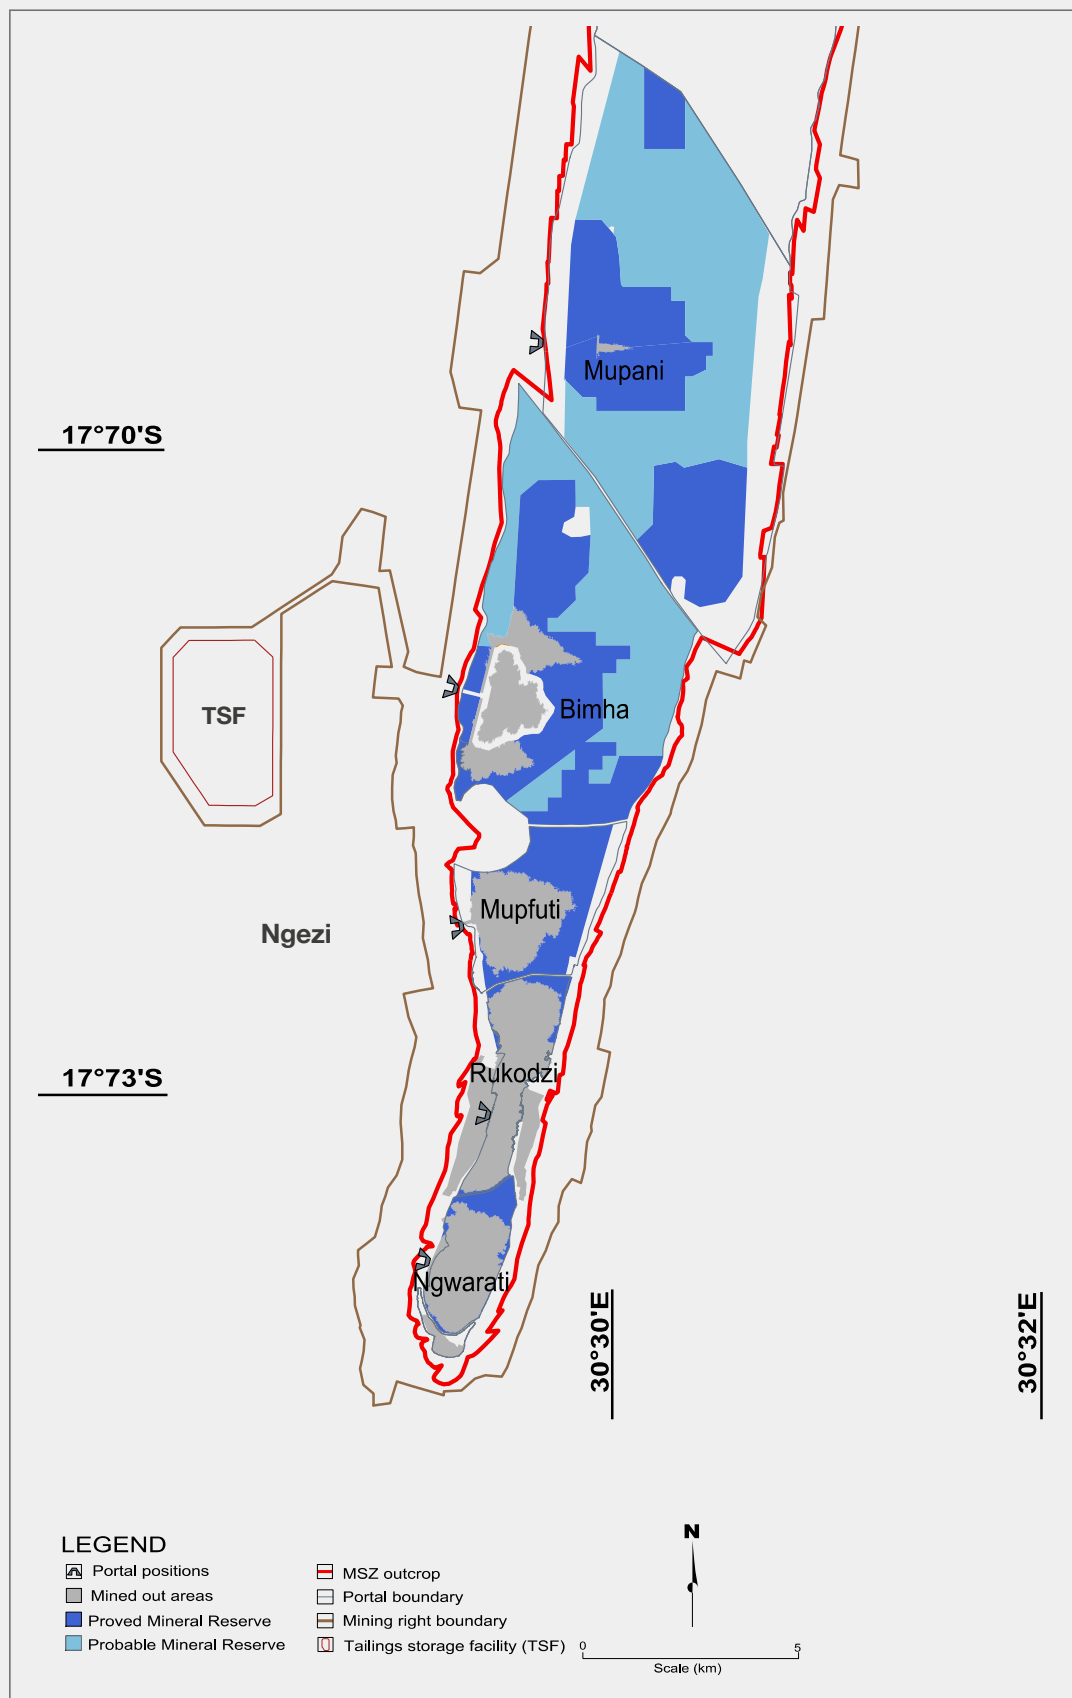 Mupani
17°70'S
Bimha
TSF
Mupfuti
Ngezi
Rukodzi
17°73'S
Ngwarati
30°30'E
30°32'E
LEGEND
Portal positions
Mined out areas
Proved Mineral Reserve
Probable Mineral Reserve
MSZ outcrop
Portal boundary
Mining right boundary
Tailings storage facility (TSF)
N
0 5
Scale (km)